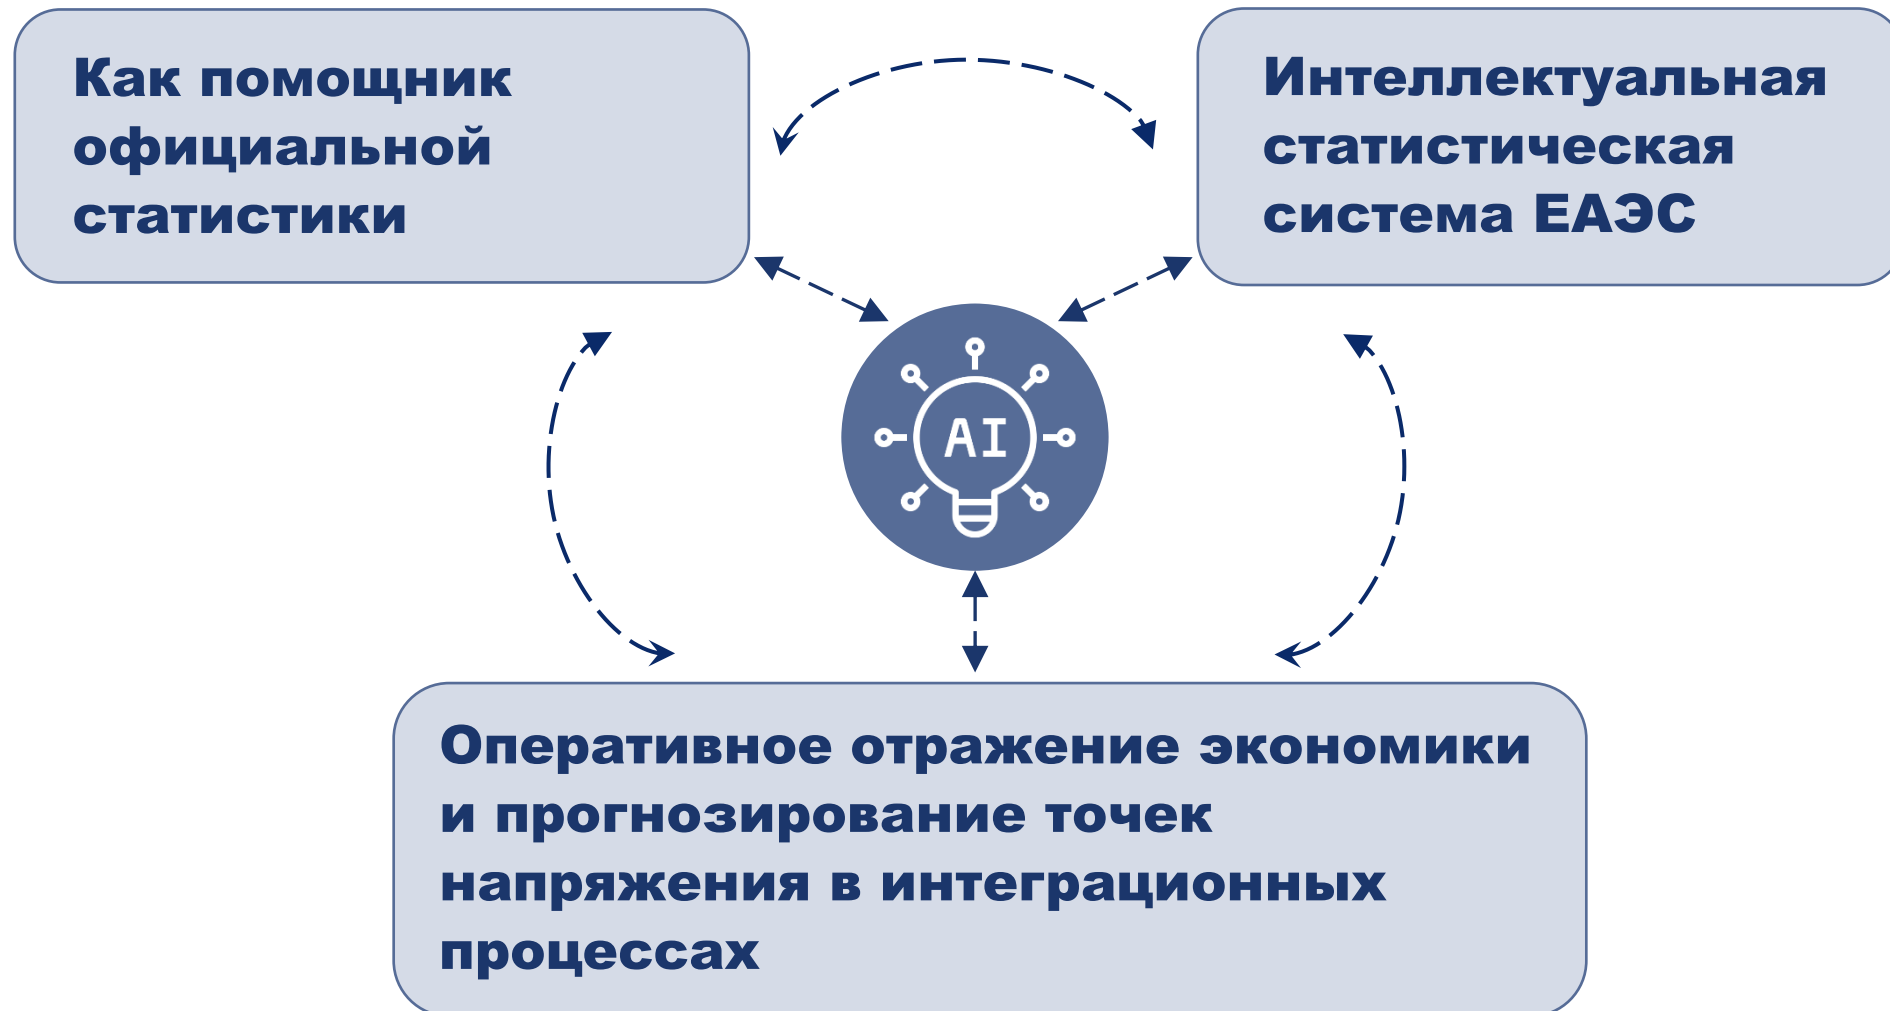 Как помощник
официальной
статистики
Интеллектуальная
статистическая
система ЕАЭС
AI
Оперативное отражение экономики
и прогнозирование точек
напряжения в интеграционных
процессах